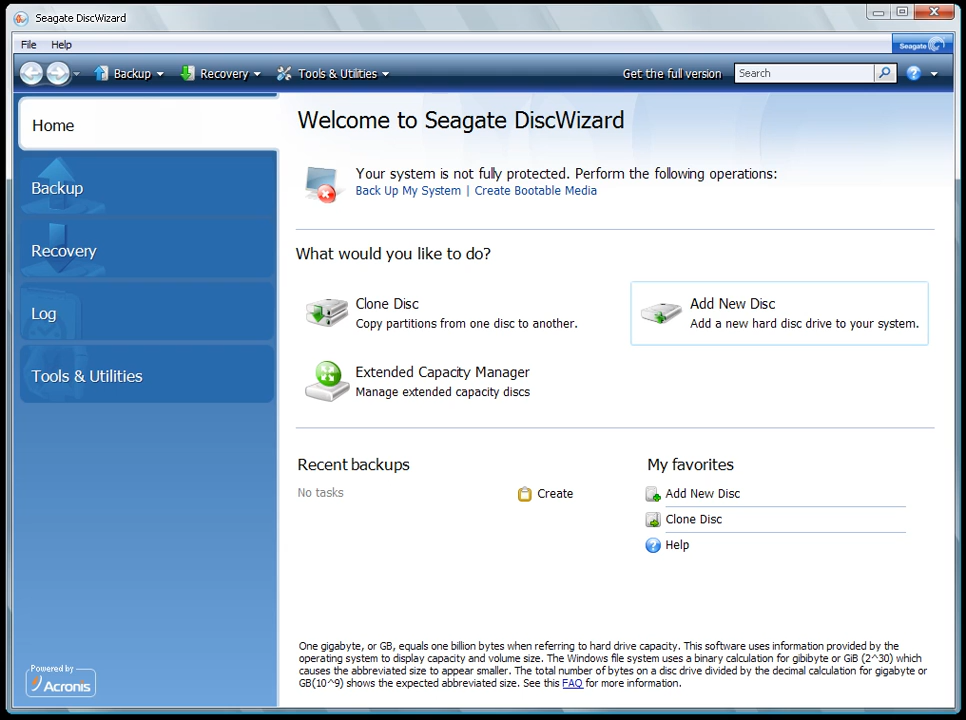 Seagate DiscWizard
File Help
Seagate
Backup Recovery Tools & Utilities Get the full version Search
Home
Backup
Recovery
Log
Tools & Utilities
Welcome to Seagate DiscWizard
Your system is not fully protected. Perform the following operations:
Back Up My System | Create Bootable Media
What would you like to do?
Clone Disc
Copy partitions from one disc to another.
Add New Disc
Add a new hard disc drive to your system.
Extended Capacity Manager
Manage extended capacity discs
Recent backups
No tasks
Create
My favorites
Add New Disc
Clone Disc
Help
One gigabyte, or GB, equals one billion bytes when referring to hard drive capacity. This software uses information provided by the
operating system to display capacity and volume size. The Windows file system uses a binary calculation for gibibyte or GiB (2^30) which
causes the abbreviated size to appear smaller. The total number of bytes on a disc drive divided by the decimal calculation for gigabyte or
GB(10^9) shows the expected abbreviated size. See this FAQ for more information.
Powered by
Acronis